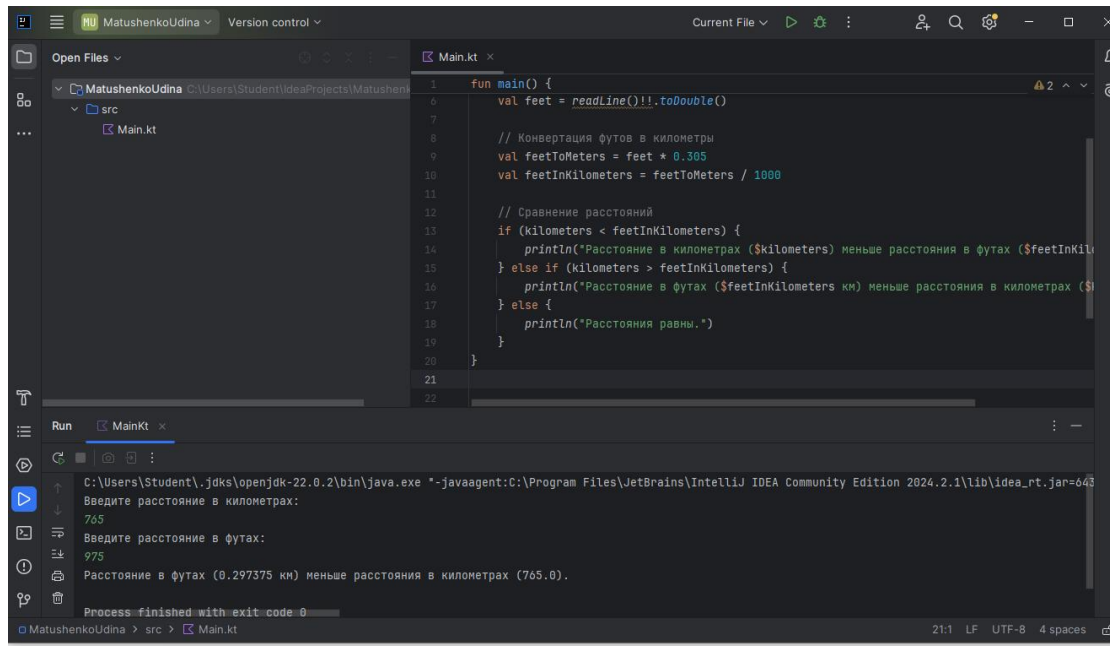 MU MatushenkoUdina Version control Current File
Open Files
MatushenkoUdina C:\Users\Student\IdeaProjects\Matushenk
src
Main.kt
Main.kt
1 fun main() {
2
6 val feet = readLine()!!.toDouble()
7
8 // Конвертация футов в километры
9 val feetToMeters = feet * 0.305
10 val feetInKilometers = feetToMeters / 1000
11
12 // Сравнение расстояний
13 if (kilometers < feetInKilometers) {
14 println("Расстояние в километрах ($kilometers) меньше расстояния в футах ($feetInKilo
15 } else if (kilometers > feetInKilometers) {
16 println("Расстояние в футах ($feetInKilometers км) меньше расстояния в километрах ($k
17 } else {
18 println("Расстояния равны.")
19 }
20 }
21
22
Run MainKt
C:\Users\Student\.jdks\openjdk-22.0.2\bin\java.exe "-javaagent:C:\Program Files\JetBrains\IntelliJ IDEA Community Edition 2024.2.1\lib\idea_rt.jar=643
Введите расстояние в километрах:
765
Введите расстояние в футах:
975
Расстояние в футах (0.297375 км) меньше расстояния в километрах (765.0).
Process finished with exit code 0
MatushenkoUdina > src > Main.kt 21:1 LF UTF-8 4 spaces